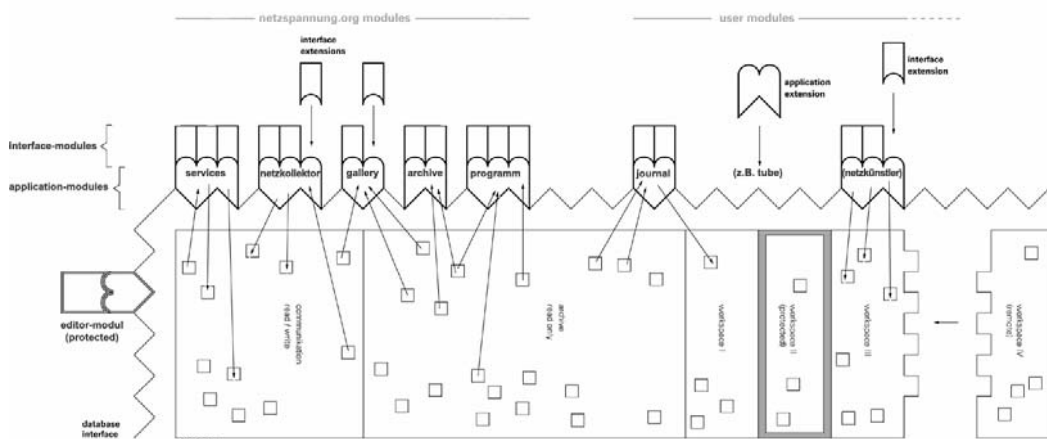 netzspannung.org modules
user modules
interface
extensions
interface
extension
application
extension
interface-modules
application-modules
services
netzkollektor
gallery
archive
programm
journal
(z.B. tube)
(netzkünstler)
editor-modul
(protected)
communikation
read / write
archive
read only
workspace I
workspace II
(protected)
workspace III
workspace IV
(remote)
database
interface